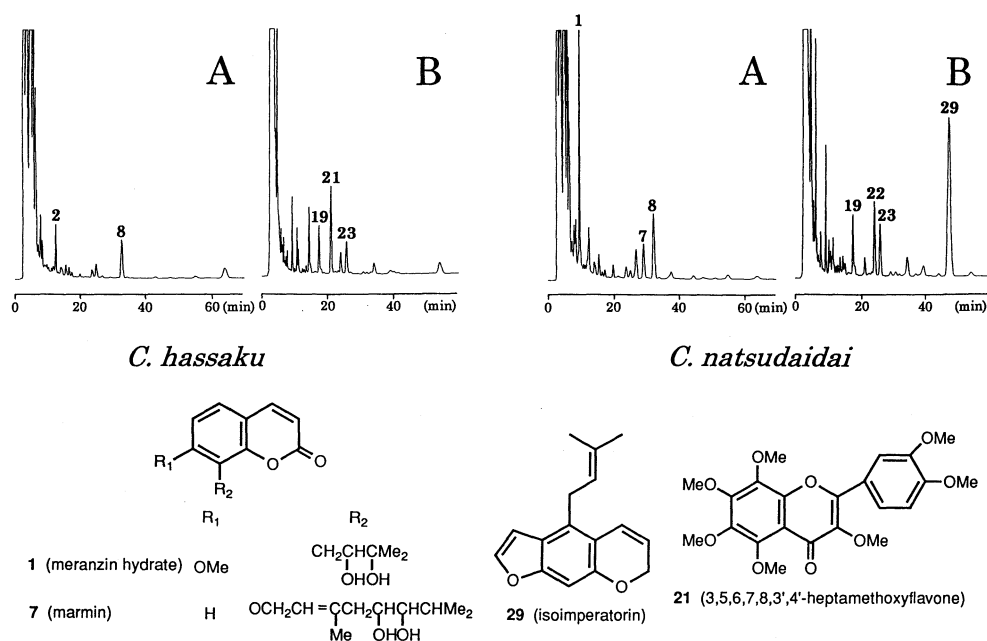 1
A
B
A
B
29
2
8
19
21
23
7
8
19
22
23
0 20 40 60 (min)
0 20 40 (min)
0 20 40 60 (min)
0 20 40 60 (min)
C. hassaku
C. natsudaidai
R1
O
O
R2
R1 R2
1 (meranzin hydrate) OMe CH2CHCMe2
OHOH
7 (marmin) H OCH2CH=CCH2CHCHCMe2
Me OHOH
O
O
29 (isoimperatorin)
OMe
OMe
OMe
MeO
O
MeO
OMe
OMe
O
21 (3,5,6,7,8,3',4'-heptamethoxyflavone)